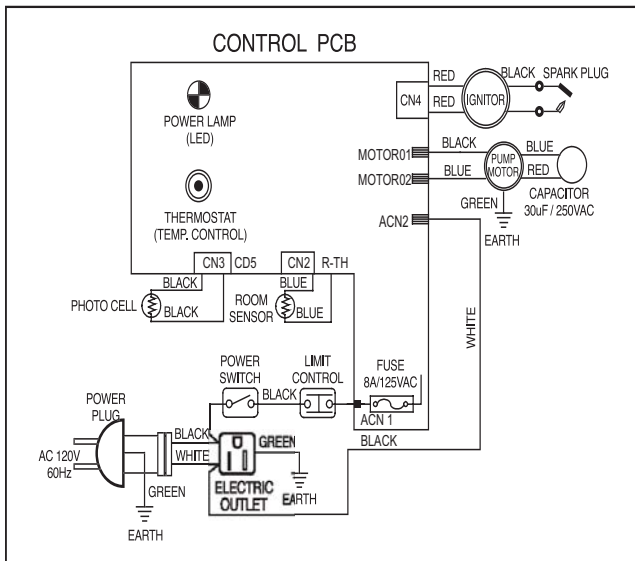 CONTROL PCB
POWER LAMP
(LED)
THERMOSTAT
(TEMP. CONTROL)
CN4
RED
RED
IGNITOR
BLACK
SPARK PLUG
MOTOR01
BLACK
MOTOR02
BLUE
PUMP
MOTOR
BLUE
RED
CAPACITOR
30uF / 250VAC
GREEN
EARTH
ACN2
WHITE
CN3
CD5
CN2
R-TH
BLACK
BLACK
PHOTO CELL
BLUE
BLUE
ROOM
SENSOR
POWER
SWITCH
BLACK
LIMIT
CONTROL
FUSE
8A/125VAC
ACN 1
BLACK
POWER
PLUG
AC 120V
60Hz
BLACK
WHITE
GREEN
EARTH
GREEN
EARTH
ELECTRIC
OUTLET